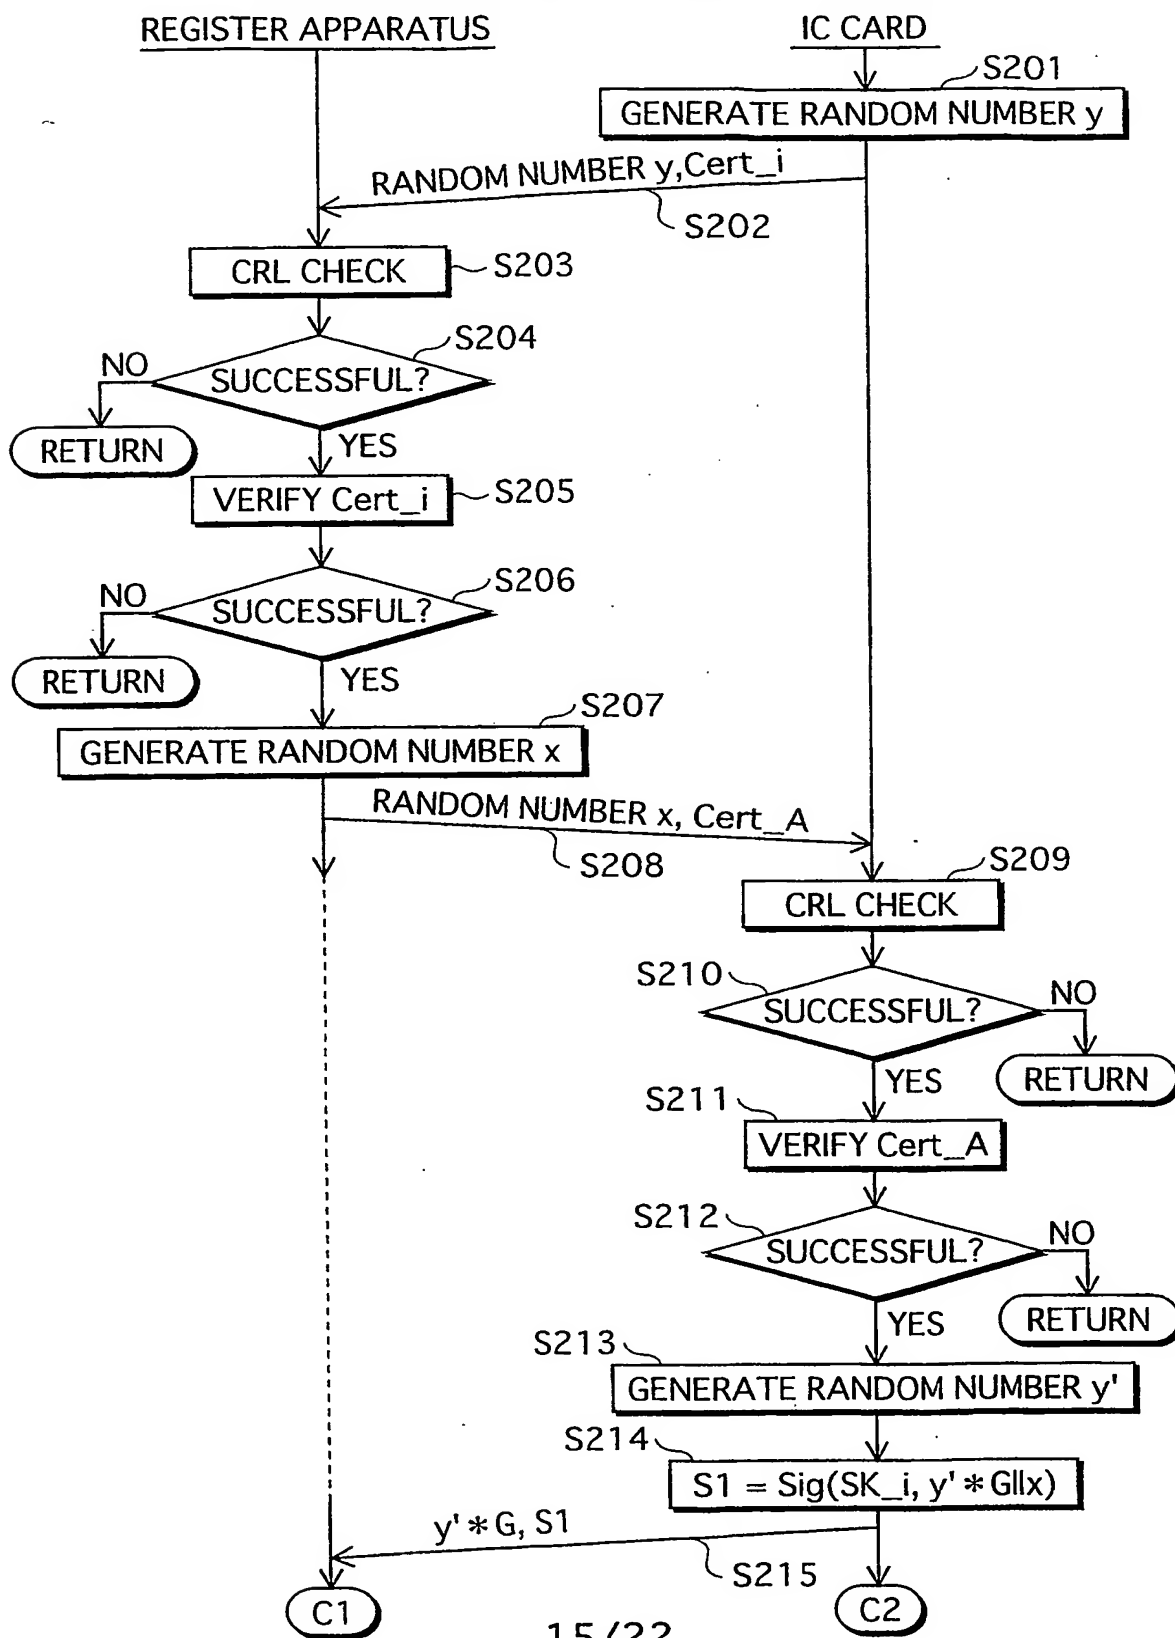 REGISTER APPARATUS
IC CARD
S201
GENERATE RANDOM NUMBER y
RANDOM NUMBER y,Cert_i
S202
CRL CHECK
S203
S204
NO
SUCCESSFUL?
RETURN
YES
VERIFY Cert_i
S205
S206
NO
SUCCESSFUL?
RETURN
YES
S207
GENERATE RANDOM NUMBER x
RANDOM NUMBER x, Cert_A
S208
S209
CRL CHECK
S210
SUCCESSFUL?
NO
RETURN
YES
S211
VERIFY Cert_A
S212
SUCCESSFUL?
NO
RETURN
YES
S213
GENERATE RANDOM NUMBER y'
S214
S1 = Sig(SK_i, y'*G||x)
y'*G, S1
S215
C1
C2
15/22